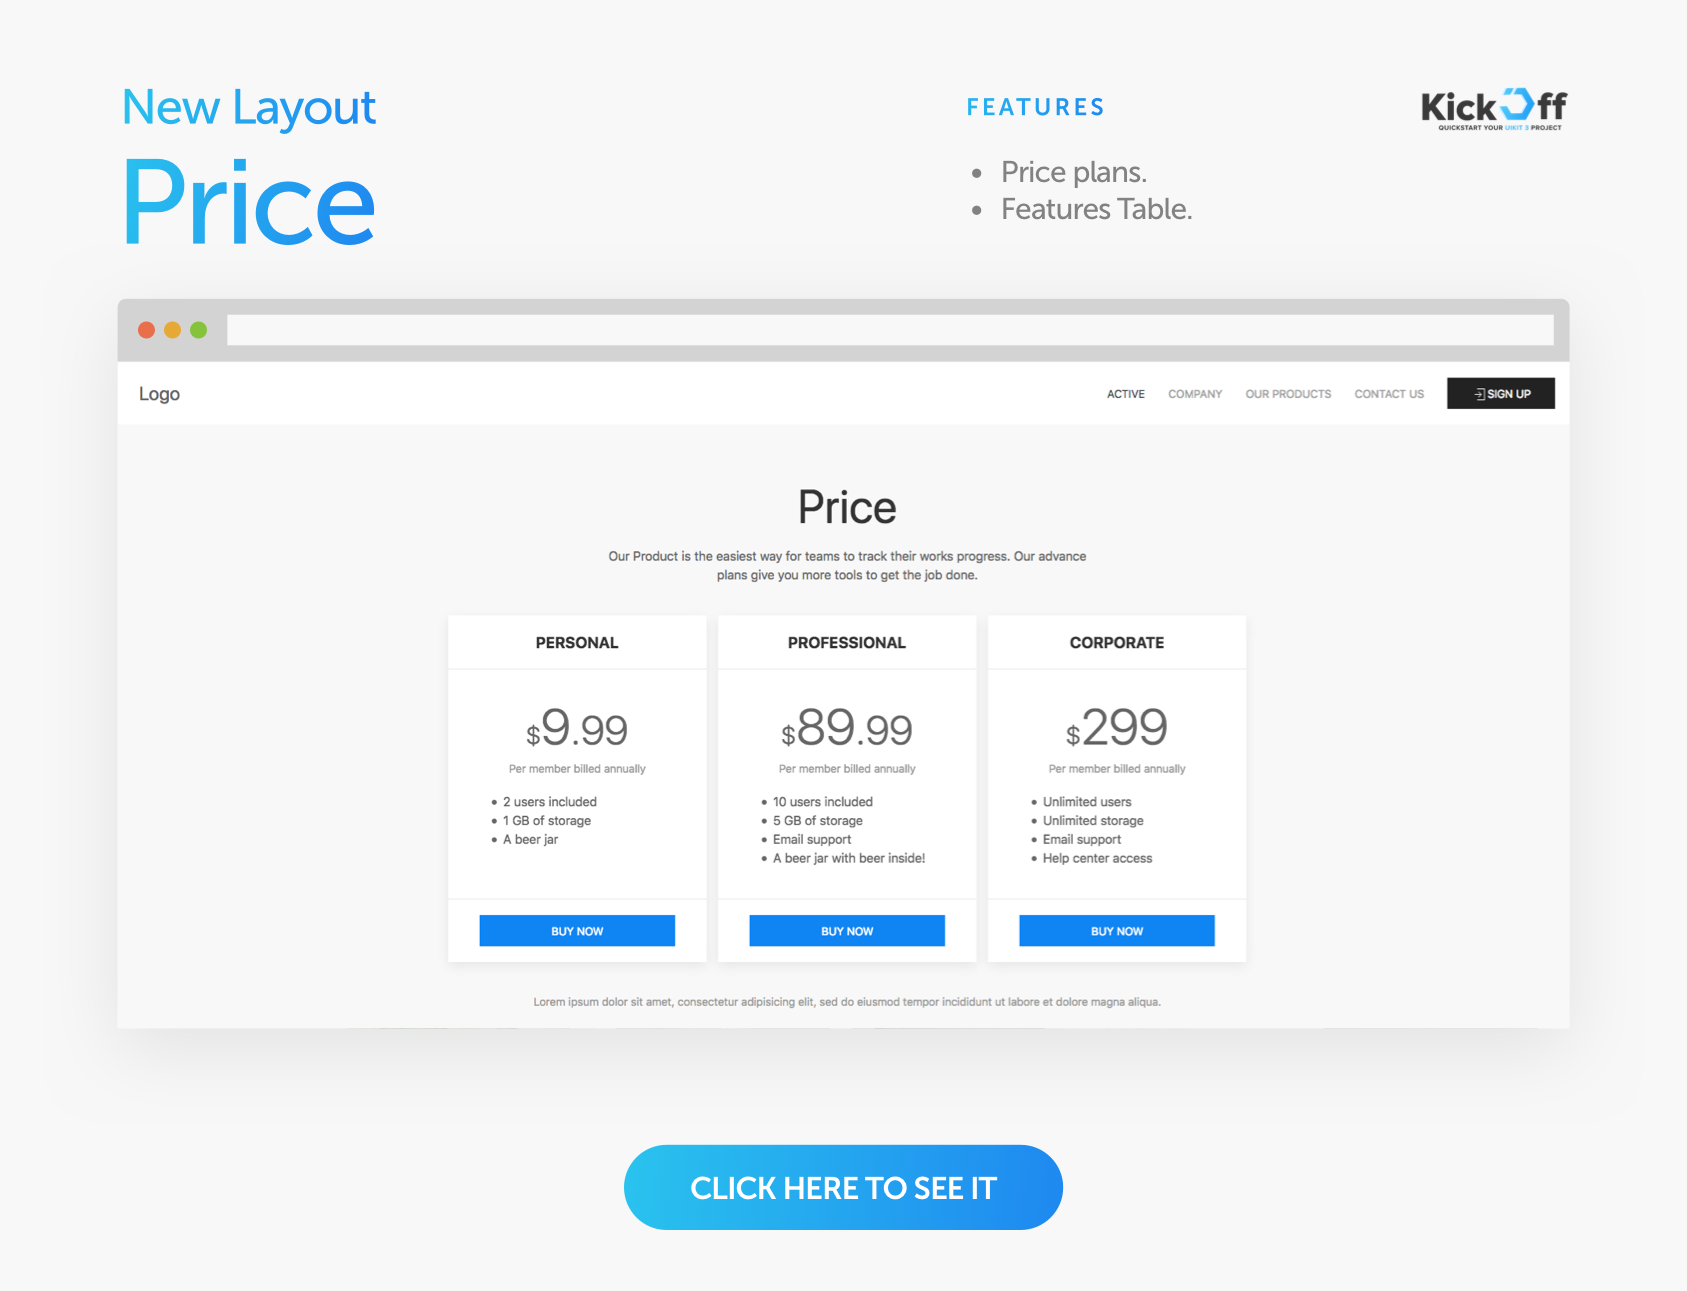 New Layout
Price
FEATURES
• Price plans.
• Features Table.
KickOff
QUICKSTART YOUR UIKIT 3 PROJECT
Logo
ACTIVE COMPANY OUR PRODUCTS CONTACT US SIGN UP
Price
Our Product is the easiest way for teams to track their works progress. Our advance
plans give you more tools to get the job done.
PERSONAL
$9.99
Per member billed annually
• 2 users included
• 1 GB of storage
• A beer jar
BUY NOW
PROFESSIONAL
$89.99
Per member billed annually
• 10 users included
• 5 GB of storage
• Email support
• A beer jar with beer inside!
BUY NOW
CORPORATE
$299
Per member billed annually
• Unlimited users
• Unlimited storage
• Email support
• Help center access
BUY NOW
Lorem ipsum dolor sit amet, consectetur adipisicing elit, sed do eiusmod tempor incididunt ut labore et dolore magna aliqua.
CLICK HERE TO SEE IT